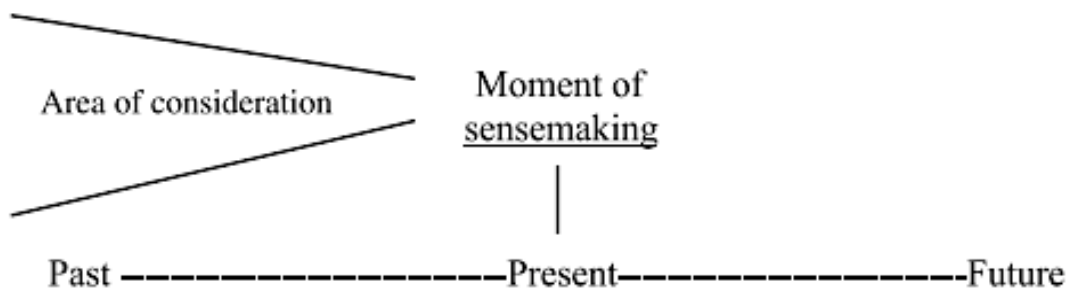 Moment of
Area of consideration
sensemaking
Past Present Future